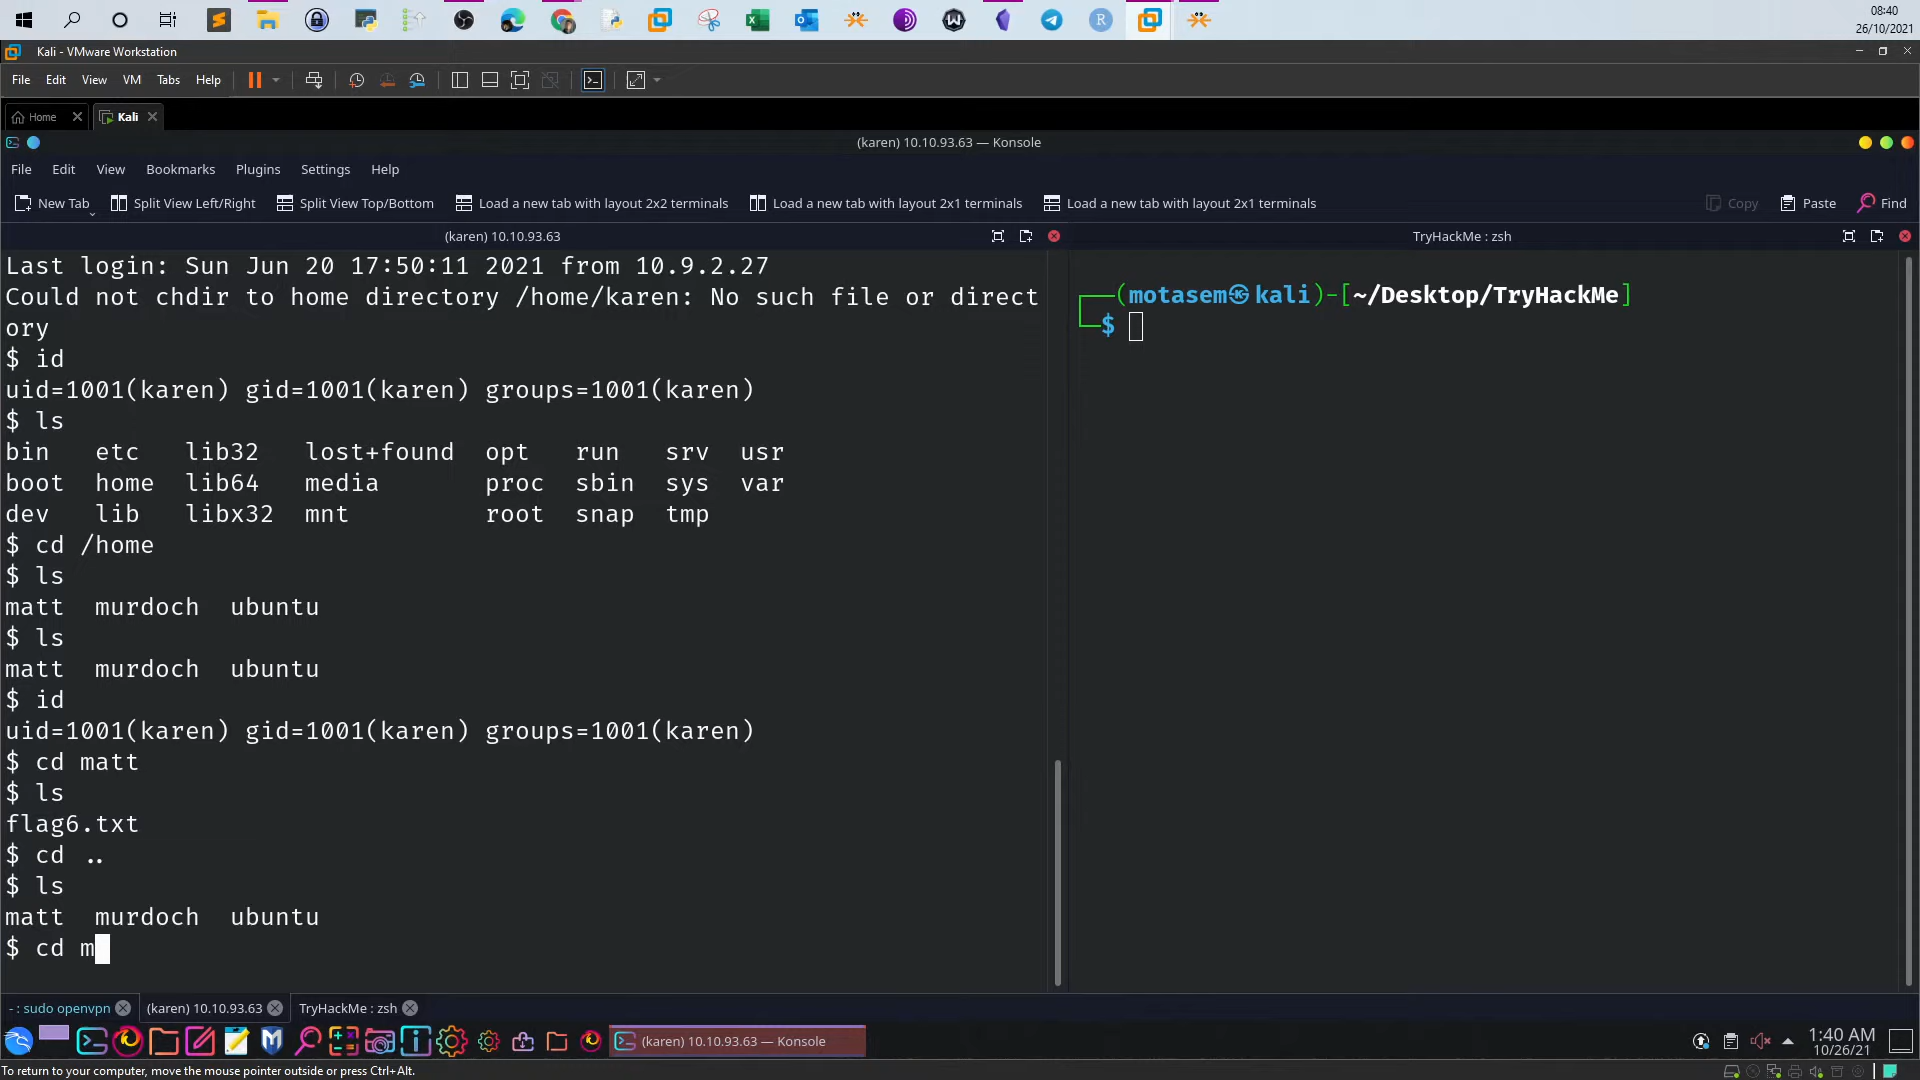 08:40
26/10/2021
Kali - VMware Workstation
File Edit View VM Tabs Help
Home Kali
(karen) 10.10.93.63 — Konsole
File Edit View Bookmarks Plugins Settings Help
New Tab Split View Left/Right Split View Top/Bottom Load a new tab with layout 2x2 terminals Load a new tab with layout 2x1 terminals Load a new tab with layout 2x1 terminals Copy Paste Find
(karen) 10.10.93.63
Last login: Sun Jun 20 17:50:11 2021 from 10.9.2.27
Could not chdir to home directory /home/karen: No such file or direct
ory
$ id
uid=1001(karen) gid=1001(karen) groups=1001(karen)
$ ls
bin etc lib32 lost+found opt run srv usr
boot home lib64 media proc sbin sys var
dev lib libx32 mnt root snap tmp
$ cd /home
$ ls
matt murdoch ubuntu
$ ls
matt murdoch ubuntu
$ id
uid=1001(karen) gid=1001(karen) groups=1001(karen)
$ cd matt
$ ls
flag6.txt
$ cd ..
$ ls
matt murdoch ubuntu
$ cd m
TryHackMe : zsh
(motasem㉿kali)-[~/Desktop/TryHackMe]
$
- : sudo openvpn (karen) 10.10.93.63 TryHackMe : zsh
(karen) 10.10.93.63 — Konsole
1:40 AM
10/26/21
To return to your computer, move the mouse pointer outside or press Ctrl+Alt.